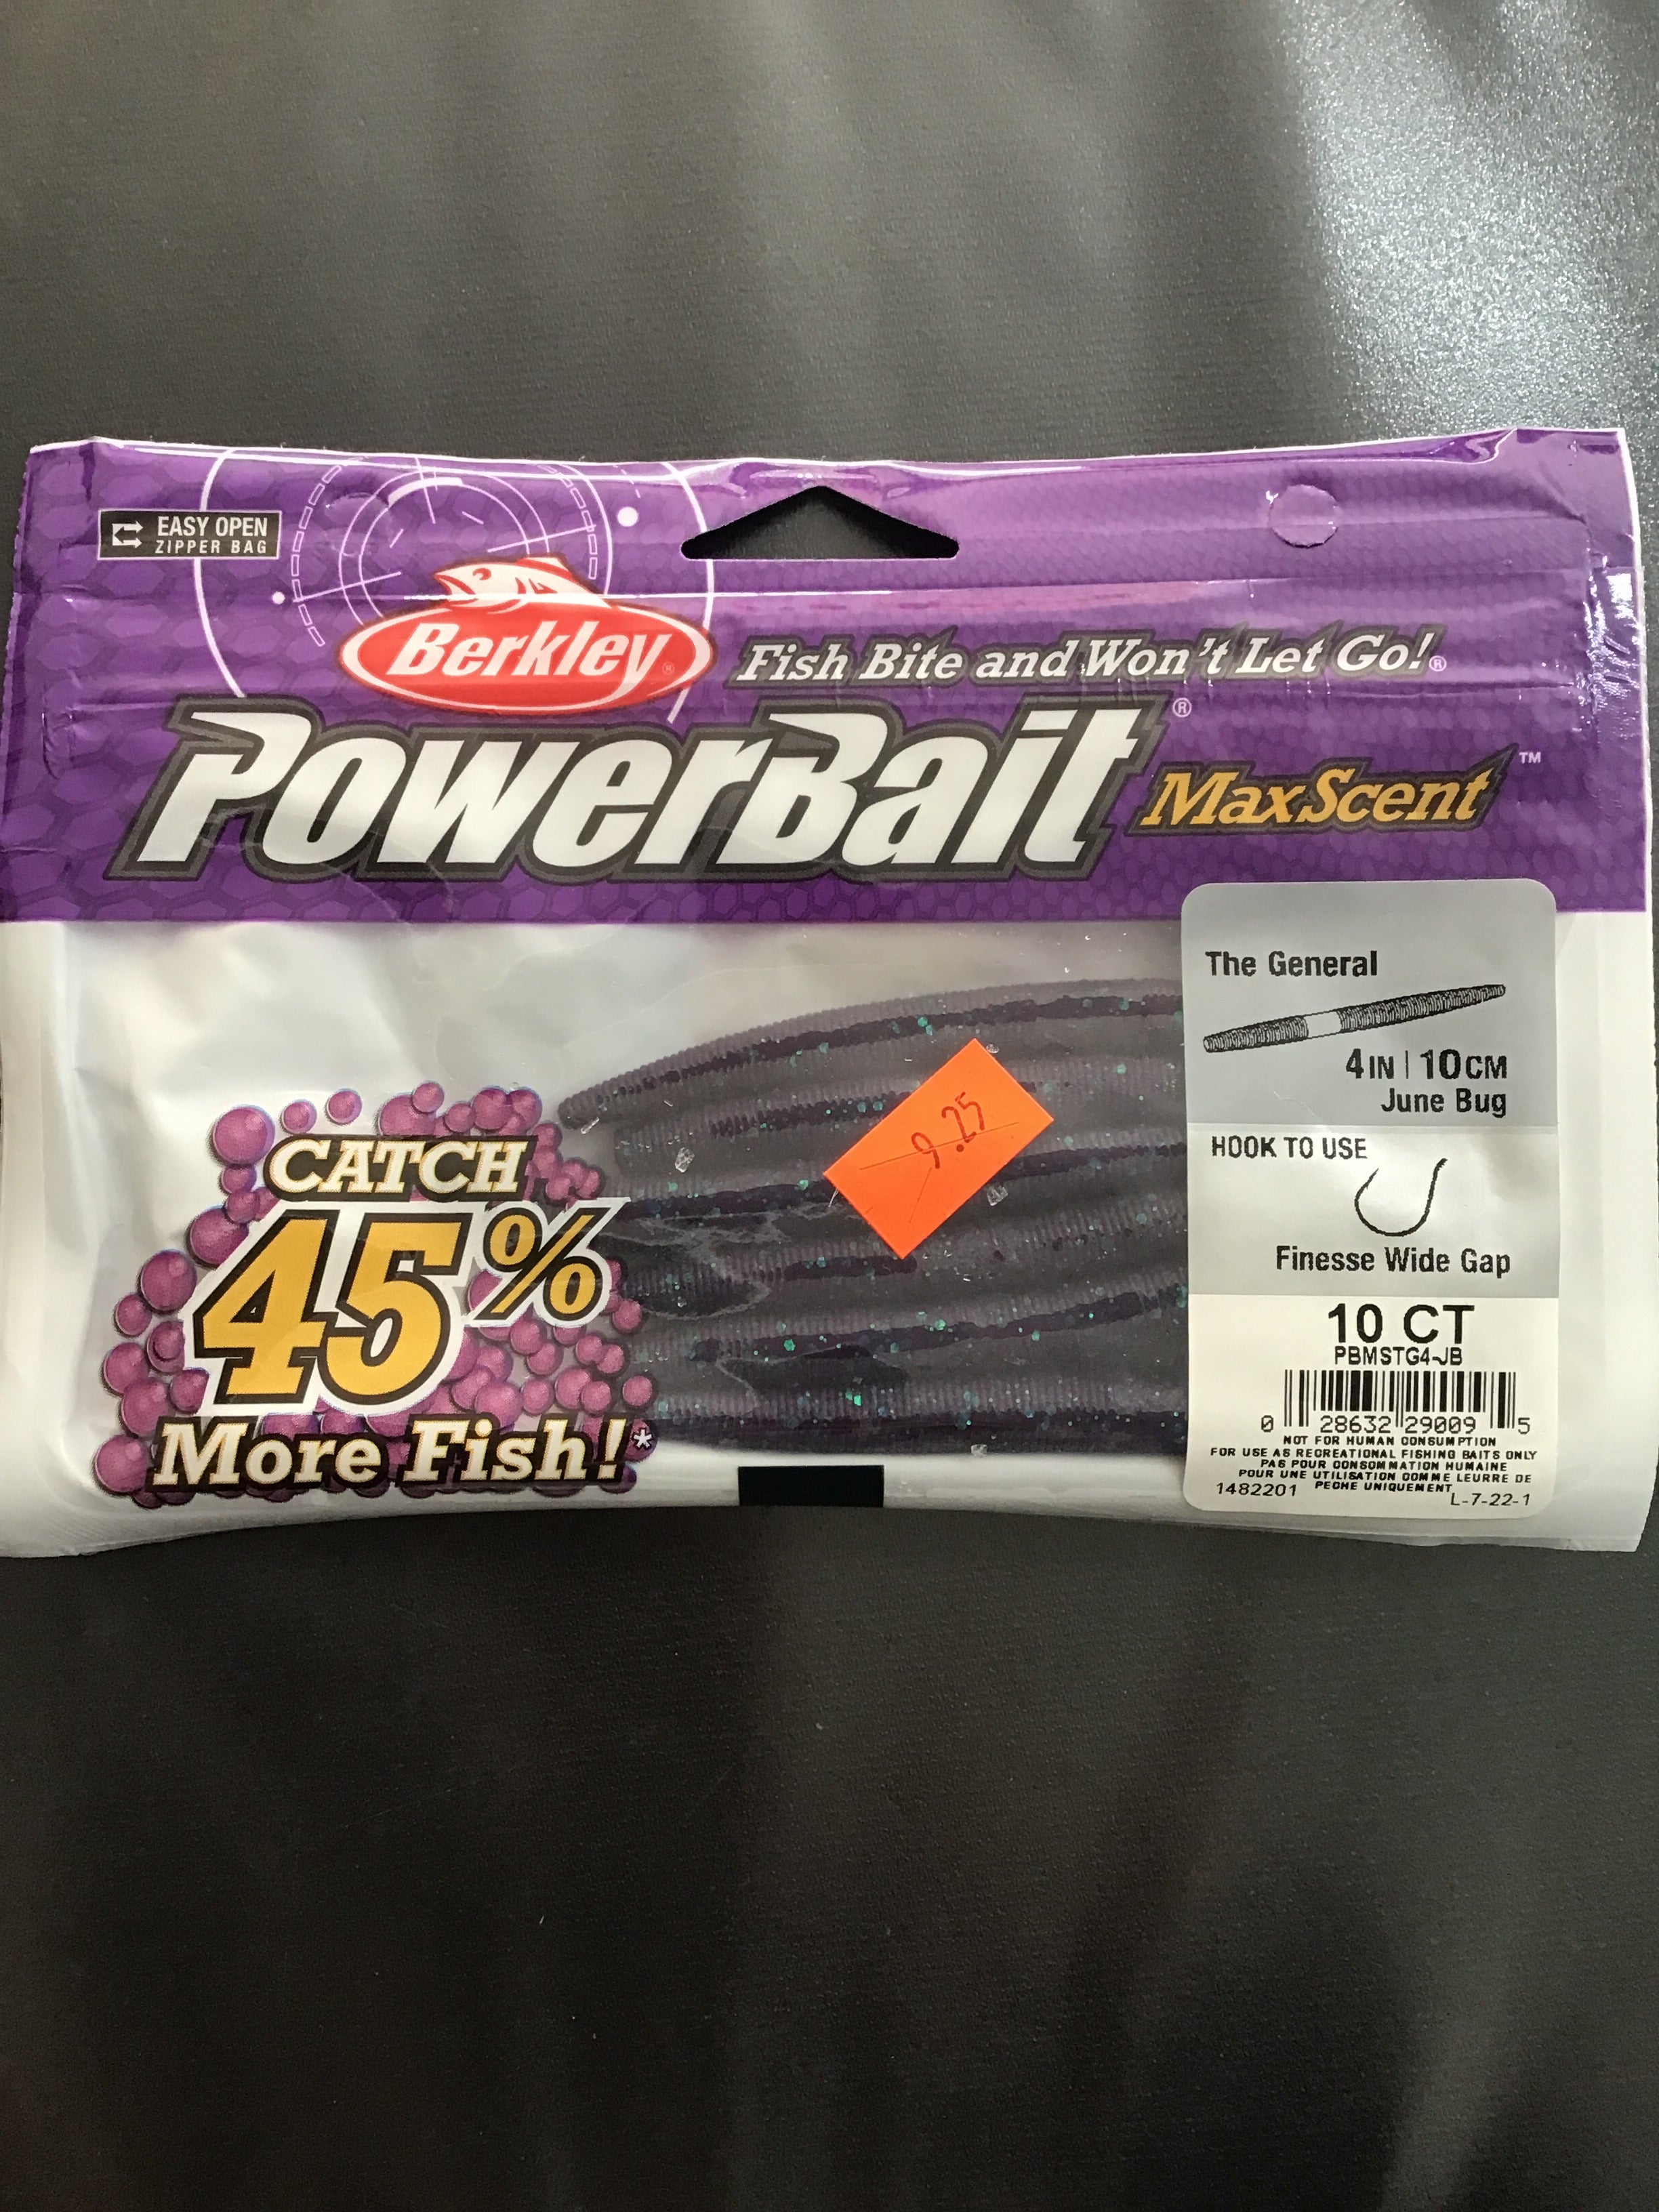 EASY OPEN
ZIPPER BAG
Berkley®
Fish Bite and Won't Let Go!®
PowerBait®
MaxScent™
The General
4IN | 10CM
June Bug
9.25
HOOK TO USE
Finesse Wide Gap
CATCH
45%
More Fish!*
10 CT
PBMSTG4-JB
0 28632 29009 5
NOT FOR HUMAN CONSUMPTION
FOR USE AS RECREATIONAL FISHING BAITS ONLY
PAS POUR CONSOMMATION HUMAINE
POUR UNE UTILISATION COMME LEURRE DE
PECHE UNIQUEMENT
1482201
L-7-22-1